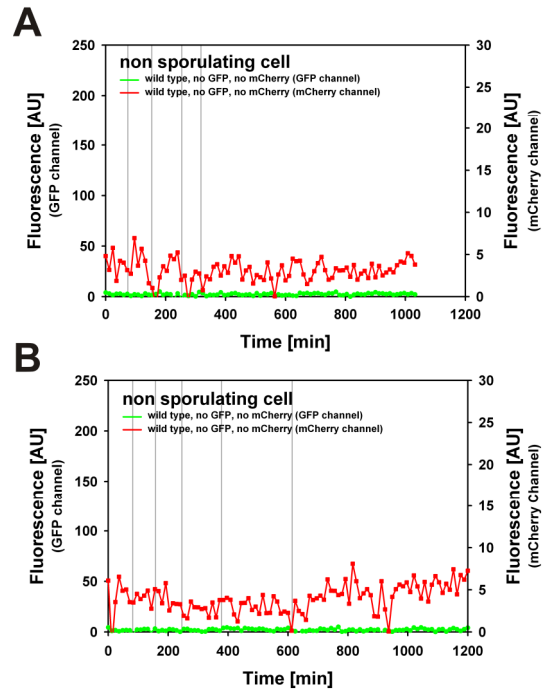 A
non sporulating cell
wild type, no GFP, no mCherry (GFP channel)
wild type, no GFP, no mCherry (mCherry channel)
Fluorescence [AU]
(GFP channel)
250
200
150
100
50
0
30
25
20
15
10
5
0
Fluorescence [AU]
(mCherry channel)
0 200 400 600 800 1000 1200
Time [min]
B
non sporulating cell
wild type, no GFP, no mCherry (GFP channel)
wild type, no GFP, no mCherry (mCherry channel)
Fluorescence [AU]
(GFP channel)
250
200
150
100
50
0
30
25
20
15
10
5
0
Fluorescence [AU]
(mCherry Channel)
0 200 400 600 800 1000 1200
Time [min]